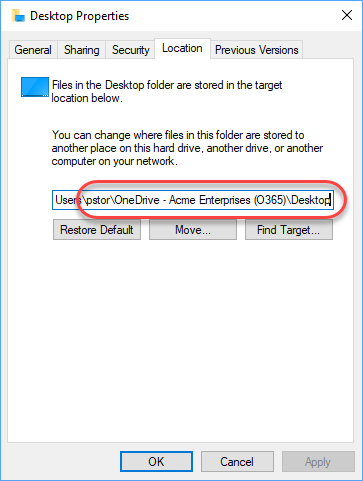 Desktop Properties
General Sharing Security Location Previous Versions
Files in the Desktop folder are stored in the target
location below.
You can change where files in this folder are stored to
another place on this hard drive, another drive, or another
computer on your network.
Users\pstor\OneDrive - Acme Enterprises (O365)\Desktop
Restore Default Move... Find Target...
OK Cancel Apply